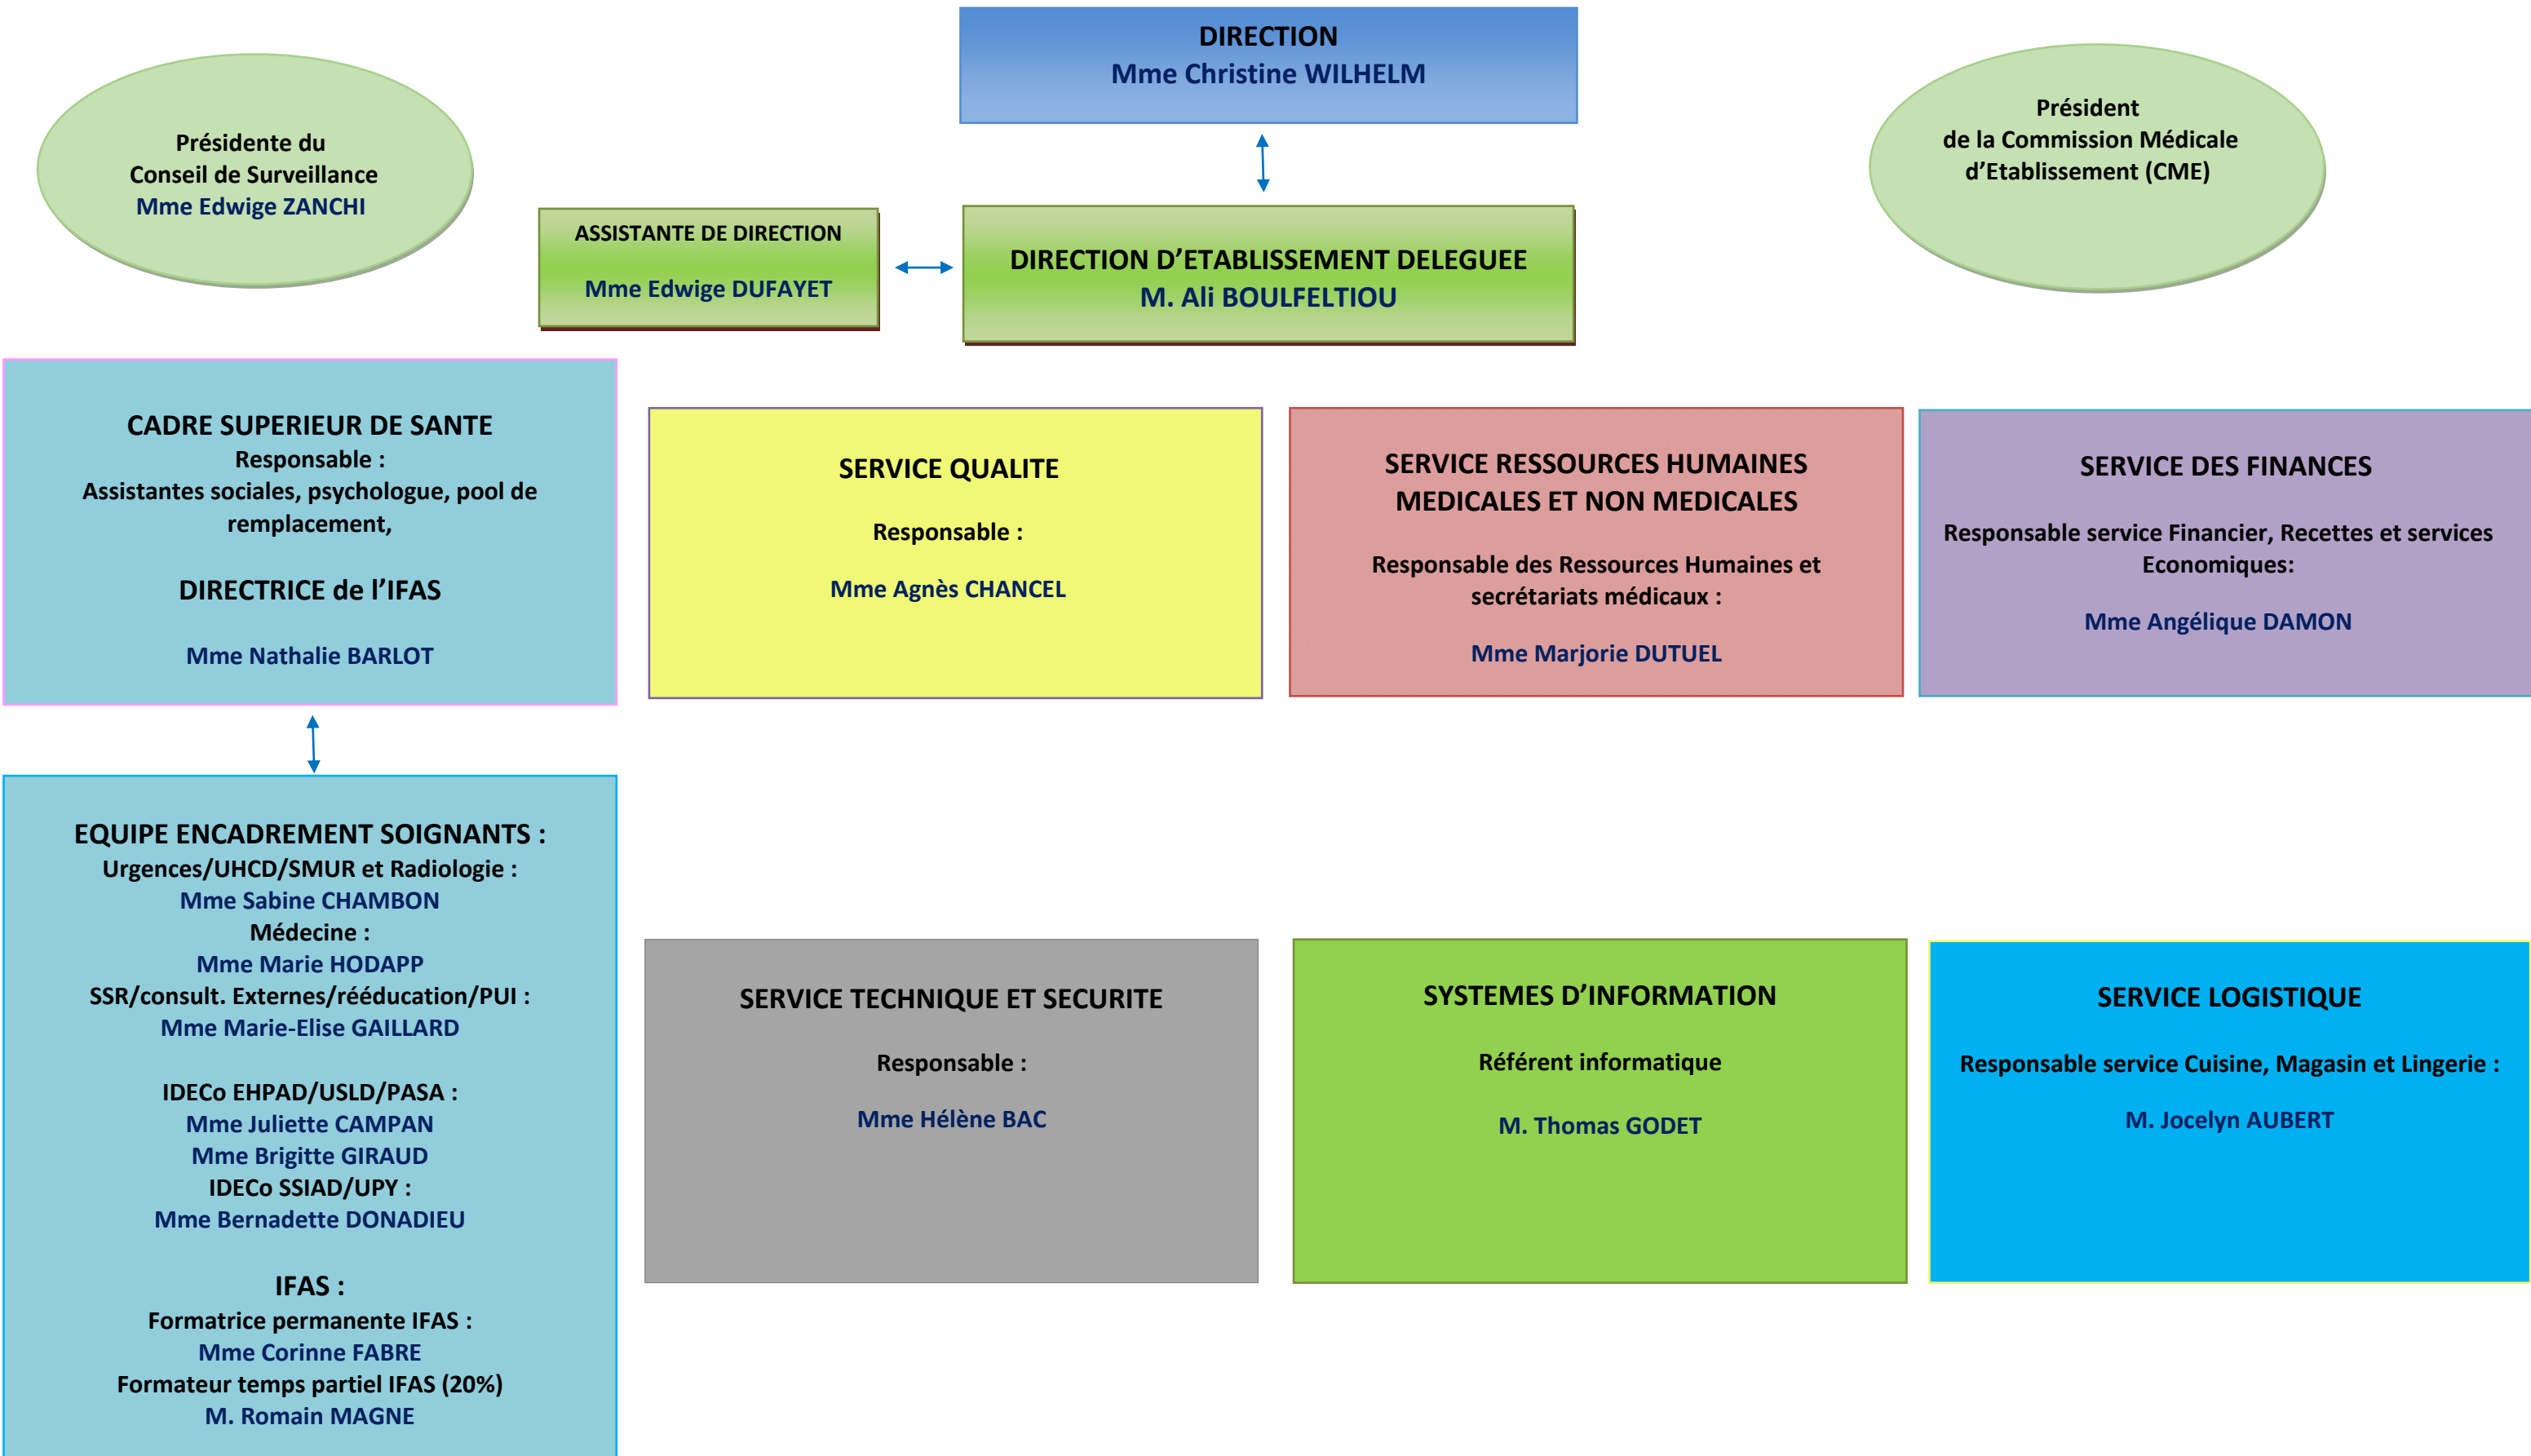 DIRECTION
Mme Christine WILHELM
Présidente du
Conseil de Surveillance
Mme Edwige ZANCHI
Président
de la Commission Médicale
d’Etablissement (CME)
ASSISTANTE DE DIRECTION
Mme Edwige DUFAYET
DIRECTION D’ETABLISSEMENT DELEGUEE
M. Ali BOULFELTIOU
CADRE SUPERIEUR DE SANTE
Responsable :
Assistantes sociales, psychologue, pool de
remplacement,
DIRECTRICE de l’IFAS
Mme Nathalie BARLOT
SERVICE QUALITE
Responsable :
Mme Agnès CHANCEL
SERVICE RESSOURCES HUMAINES
MEDICALES ET NON MEDICALES
Responsable des Ressources Humaines et
secrétariats médicaux :
Mme Marjorie DUTUEL
SERVICE DES FINANCES
Responsable service Financier, Recettes et services
Economiques:
Mme Angélique DAMON
EQUIPE ENCADREMENT SOIGNANTS :
Urgences/UHCD/SMUR et Radiologie :
Mme Sabine CHAMBON
Médecine :
Mme Marie HODAPP
SSR/consult. Externes/rééducation/PUI :
Mme Marie-Elise GAILLARD
IDECo EHPAD/USLD/PASA :
Mme Juliette CAMPAN
Mme Brigitte GIRAUD
IDECo SSIAD/UPY :
Mme Bernadette DONADIEU
IFAS :
Formatrice permanente IFAS :
Mme Corinne FABRE
Formateur temps partiel IFAS (20%)
M. Romain MAGNE
SERVICE TECHNIQUE ET SECURITE
Responsable :
Mme Hélène BAC
SYSTEMES D’INFORMATION
Référent informatique
M. Thomas GODET
SERVICE LOGISTIQUE
Responsable service Cuisine, Magasin et Lingerie :
M. Jocelyn AUBERT